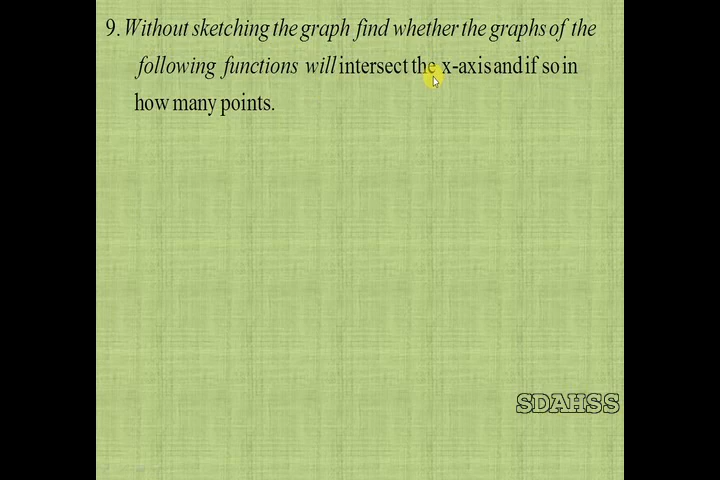 9. Without sketching the graph find whether the graphs of the
following functions will intersect the x-axis and if so in
how many points.
SDAHSS